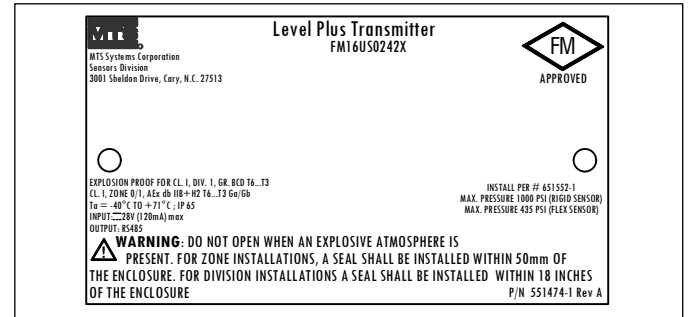 MTS
Level Plus Transmitter
FM16US0242X
FM
APPROVED
MTS Systems Corporation
Sensors Division
3001 Sheldon Drive, Cary, N.C. 27513
EXPLOSION PROOF FOR CL. I, DIV. 1, GR. BCD T6...T3
CL. I, ZONE 0/1, AEx db IIB+H2 T6...T3 Ga/Gb
Ta = -40°C TO +71°C ; IP 65
INPUT:⎓28V (120mA) max
OUTPUT: RS485
INSTALL PER # 651552-1
MAX. PRESSURE 1000 PSI (RIGID SENSOR)
MAX. PRESSURE 435 PSI (FLEX SENSOR)
WARNING: DO NOT OPEN WHEN AN EXPLOSIVE ATMOSPHERE IS
PRESENT. FOR ZONE INSTALLATIONS, A SEAL SHALL BE INSTALLED WITHIN 50mm OF
THE ENCLOSURE. FOR DIVISION INSTALLATIONS A SEAL SHALL BE INSTALLED WITHIN 18 INCHES
OF THE ENCLOSURE
P/N 551474-1 Rev A